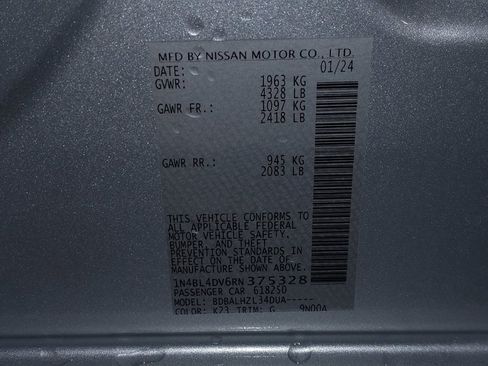 MFD BY NISSAN MOTOR CO., LTD.
DATE: 01/24
GVWR: 1963 KG
4328 LB
GAWR FR.: 1097 KG
2418 LB
GAWR RR.: 945 KG
2083 LB
THIS VEHICLE CONFORMS TO
ALL APPLICABLE FEDERAL
MOTOR VEHICLE SAFETY,
BUMPER, AND THEFT
PREVENTION STANDARDS IN
EFFECT ON THE DATE OF
MANUFACTURE SHOWN ABOVE.
1N4BL4DV6RN375328
PASSENGER CAR 61825D
MODEL: BDBALHZL34DUA-----
COLOR: K23 TRIM: G 9N00A